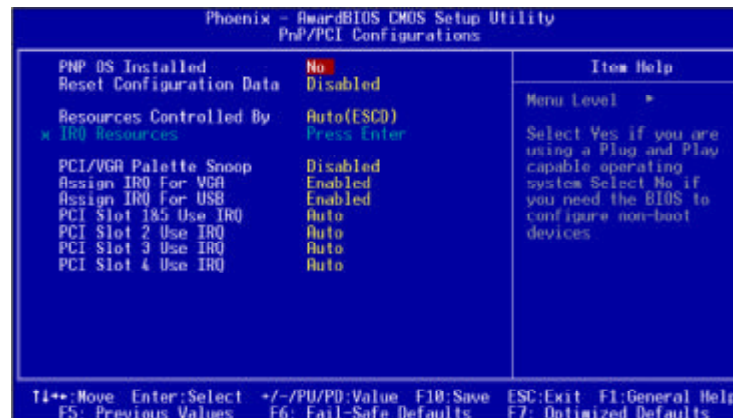 Phoenix - AwardBIOS CMOS Setup Utility
PnP/PCI Configurations
PNP OS Installed No
Reset Configuration Data Disabled
Resources Controlled By Auto(ESCD)
x IRQ Resources Press Enter
PCI/VGA Palette Snoop Disabled
Assign IRQ For VGA Enabled
Assign IRQ For USB Enabled
PCI Slot 1&5 Use IRQ Auto
PCI Slot 2 Use IRQ Auto
PCI Slot 3 Use IRQ Auto
PCI Slot 4 Use IRQ Auto
Item Help
Menu Level ►
Select Yes if you are
using a Plug and Play
capable operating
system Select No if
you need the BIOS to
configure non-boot
devices
↑↓↔:Move Enter:Select +/-/PU/PD:Value F10:Save ESC:Exit F1:General Help
F5: Previous Values F6: Fail-Safe Defaults F7: Optimized Defaults